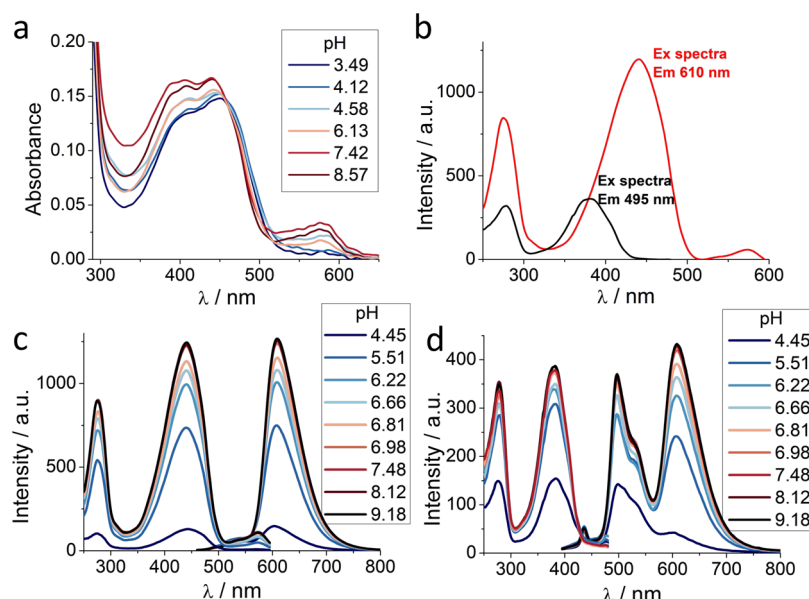 a
pH
3.49
4.12
4.58
6.13
7.42
8.57
0.20
0.15
0.10
0.05
0.00
Absorbance
300 400 500 600
λ / nm
b
Ex spectra
Em 610 nm
Ex spectra
Em 495 nm
1000
500
0
Intensity / a.u.
300 400 500 600
λ / nm
c
pH
4.45
5.51
6.22
6.66
6.81
6.98
7.48
8.12
9.18
1000
500
0
Intensity / a.u.
300 400 500 600 700 800
λ / nm
d
pH
4.45
5.51
6.22
6.66
6.81
6.98
7.48
8.12
9.18
400
300
200
100
0
Intensity / a.u.
300 400 500 600 700 800
λ / nm